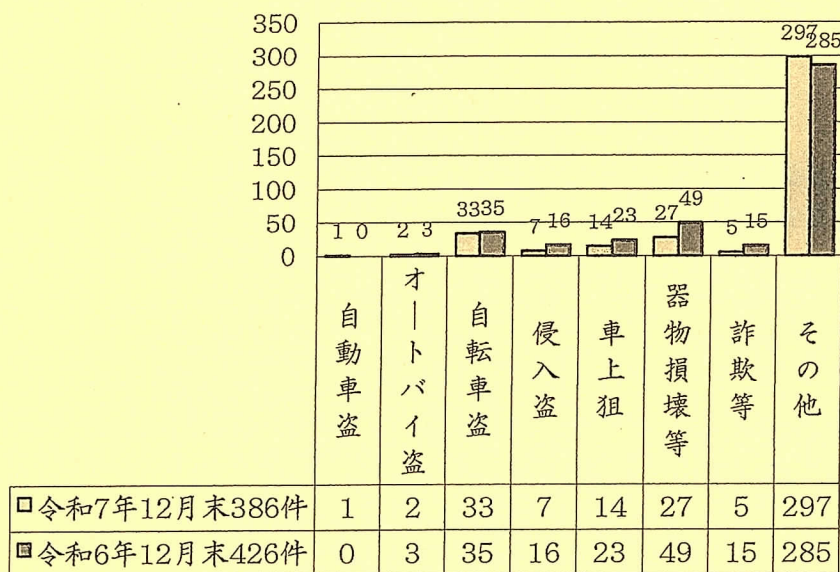 350
300
250
200
150
100
50
0
1 0
2 3
33 35
7 16
14 23
27 49
5 15
297 285
自動車盗
オートバイ盗
自転車盗
侵入盗
車上狙
器物損壊等
詐欺等
その他
令和7年12月末386件 1 2 33 7 14 27 5 297
令和6年12月末426件 0 3 35 16 23 49 15 285